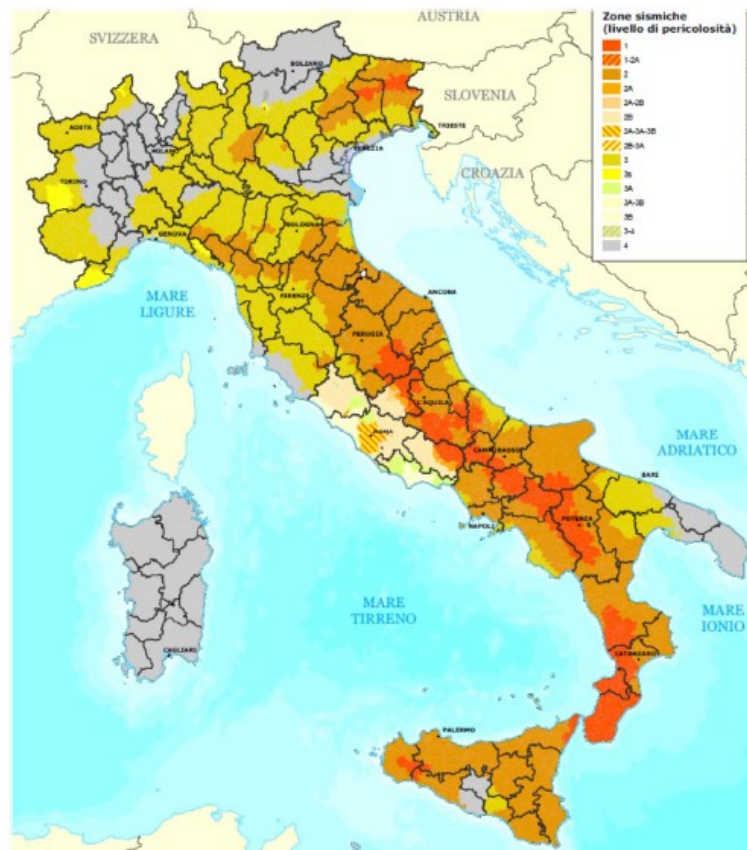 AUSTRIA
SVIZZERA
BOLZANO
SLOVENIA
AOSTA
TRIESTE
MILANO
VENEZIA
TORINO
CROAZIA
BOLOGNA
GENOVA
FIRENZE
ANCONA
MARE
LIGURE
PERUGIA
L'AQUILA
ROMA
CAMPOBASSO
MARE
ADRIATICO
BARI
NAPOLI
POTENZA
MARE
TIRRENO
MARE
IONIO
CAGLIARI
CATANZARO
PALERMO
Zone sismiche
(livello di pericolosità)
1
1-2A
2
2A
2A-2B
2B
2A-3A-3B
2B-3A
3
3s
3A
3A-3B
3B
3-4
4